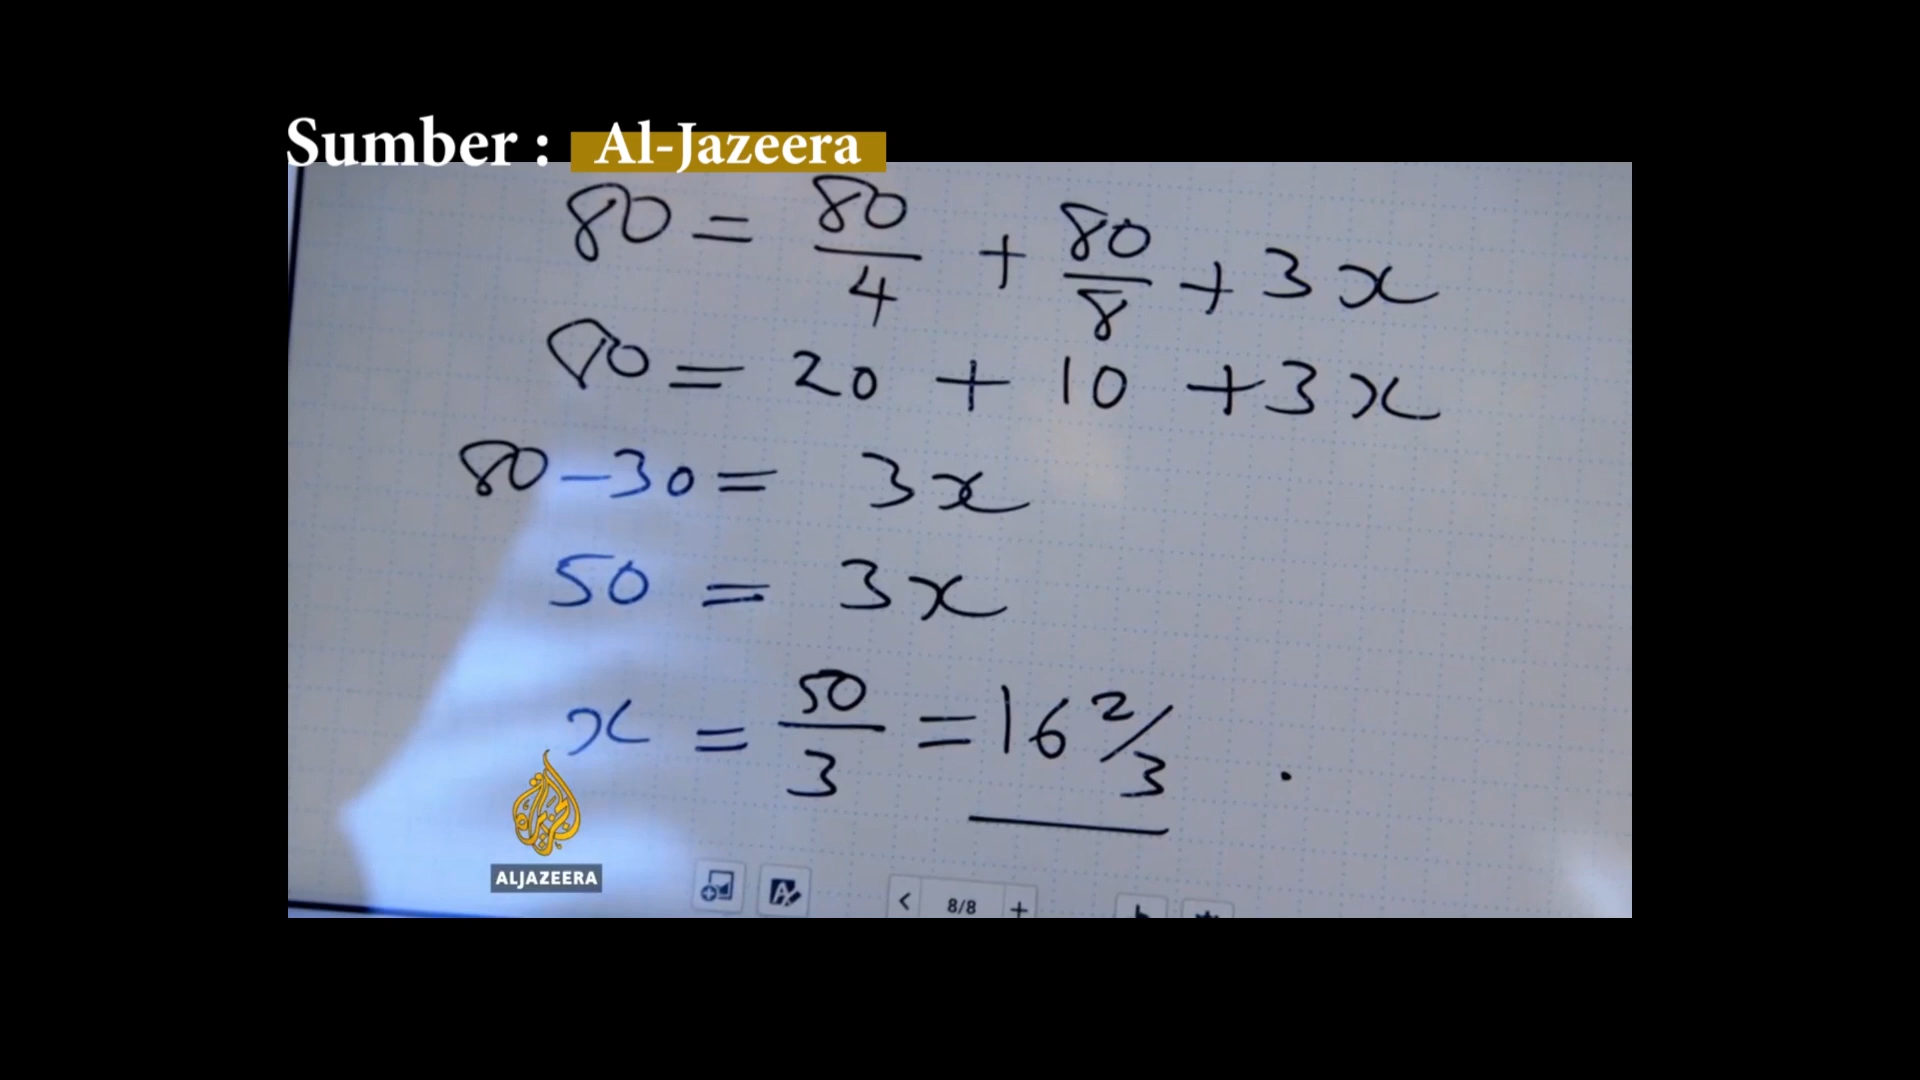 Sumber : Al-Jazeera
80 = 80/4 + 80/8 + 3x
80 = 20 + 10 + 3x
80 - 30 = 3x
50 = 3x
x = 50/3 = 16 2/3 .
ALJAZEERA
8/8 +